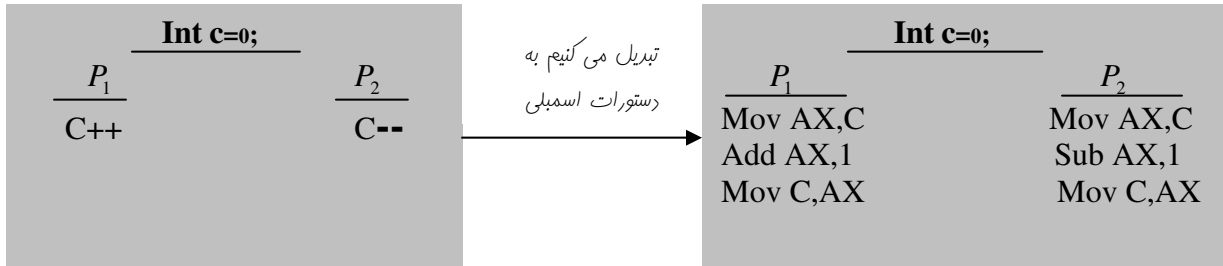 Int c=0;
P1 P2
C++ C--
تبدیل می کنیم به
دستورات اسمبلی
Int c=0;
P1 P2
Mov AX,C Mov AX,C
Add AX,1 Sub AX,1
Mov C,AX Mov C,AX